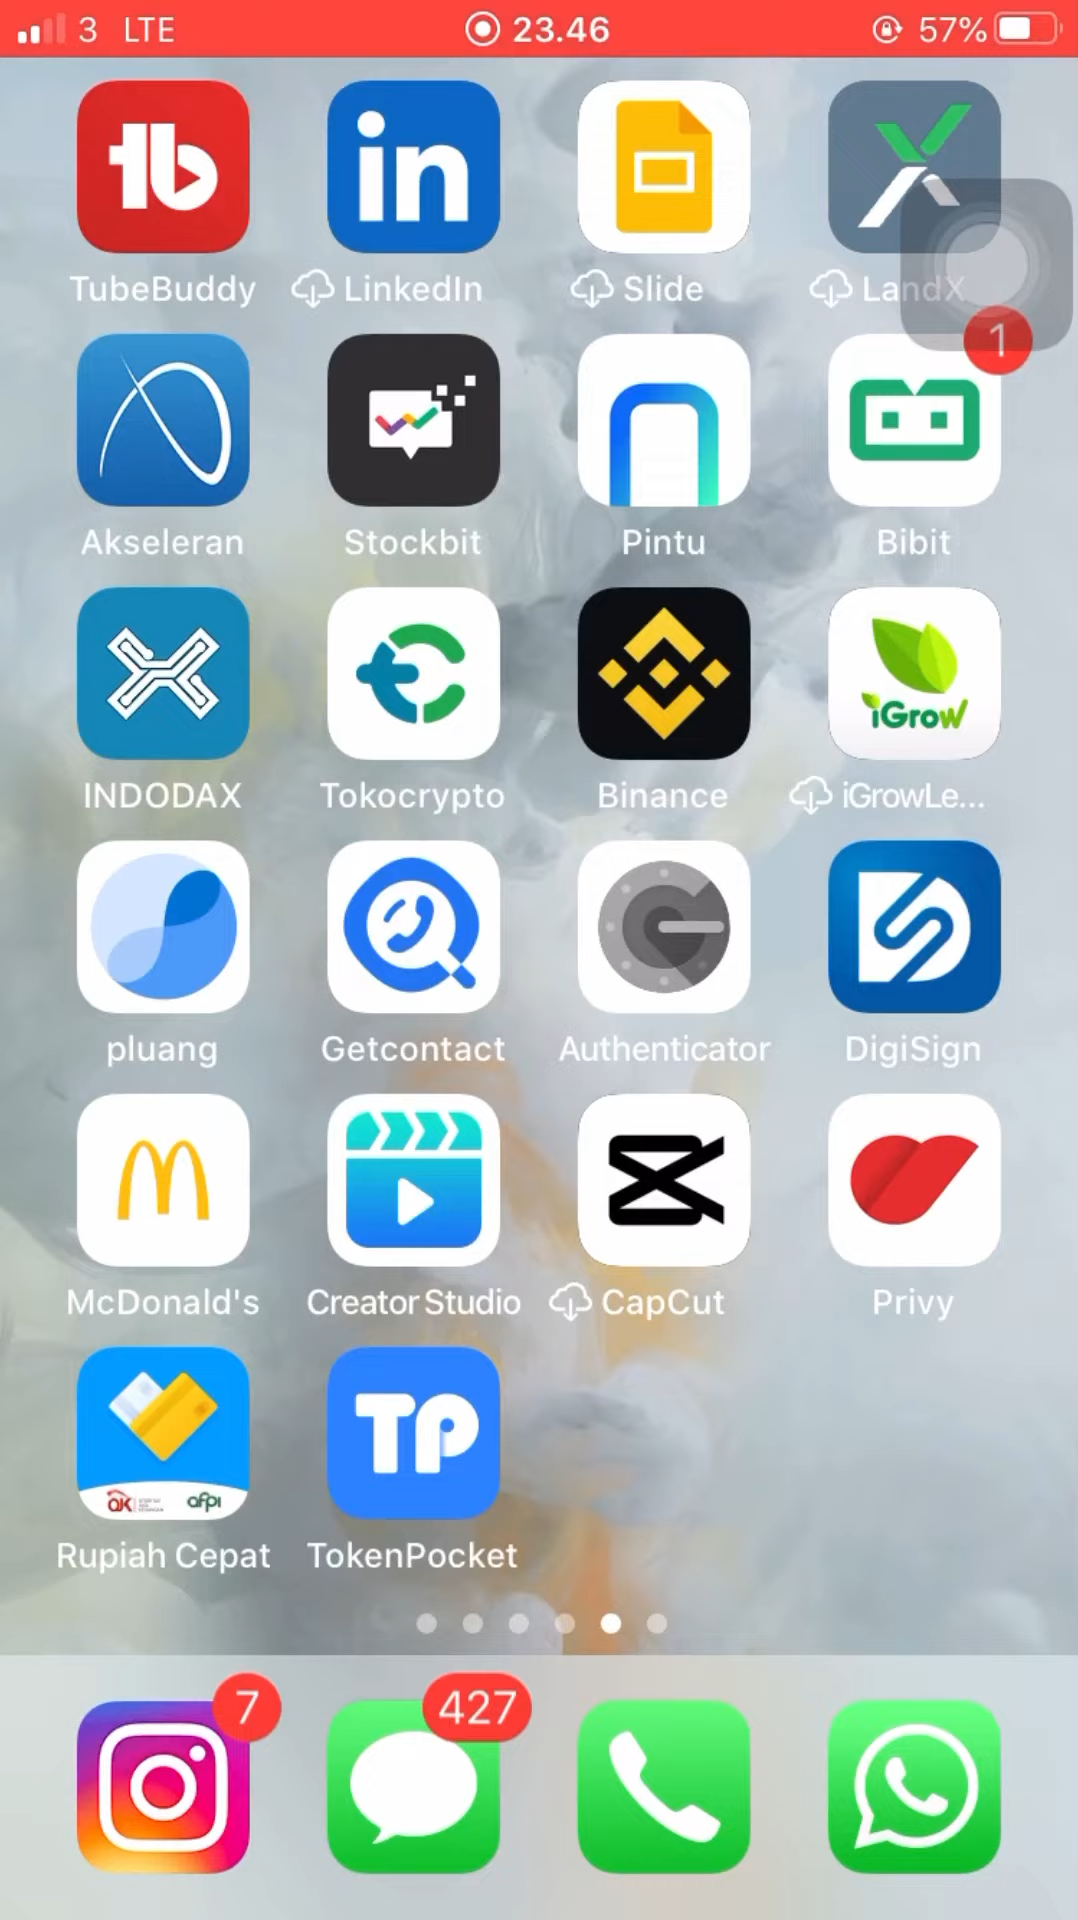 3 LTE 23.46 57%
TubeBuddy LinkedIn Slide LandX
1
Akseleran Stockbit Pintu Bibit
iGrow
INDODAX Tokocrypto Binance iGrowLe...
pluang Getcontact Authenticator DigiSign
McDonald's Creator Studio CapCut Privy
TP
afpi
Rupiah Cepat TokenPocket
7 427